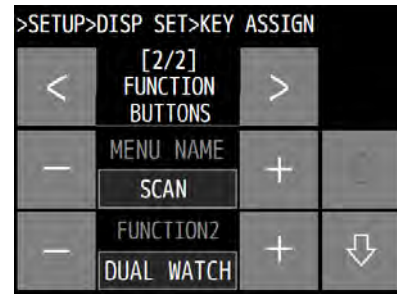 >SETUP>DISP SET>KEY ASSIGN
[2/2]
< FUNCTION >
BUTTONS
MENU NAME
− +
SCAN
FUNCTION2
− +
DUAL WATCH